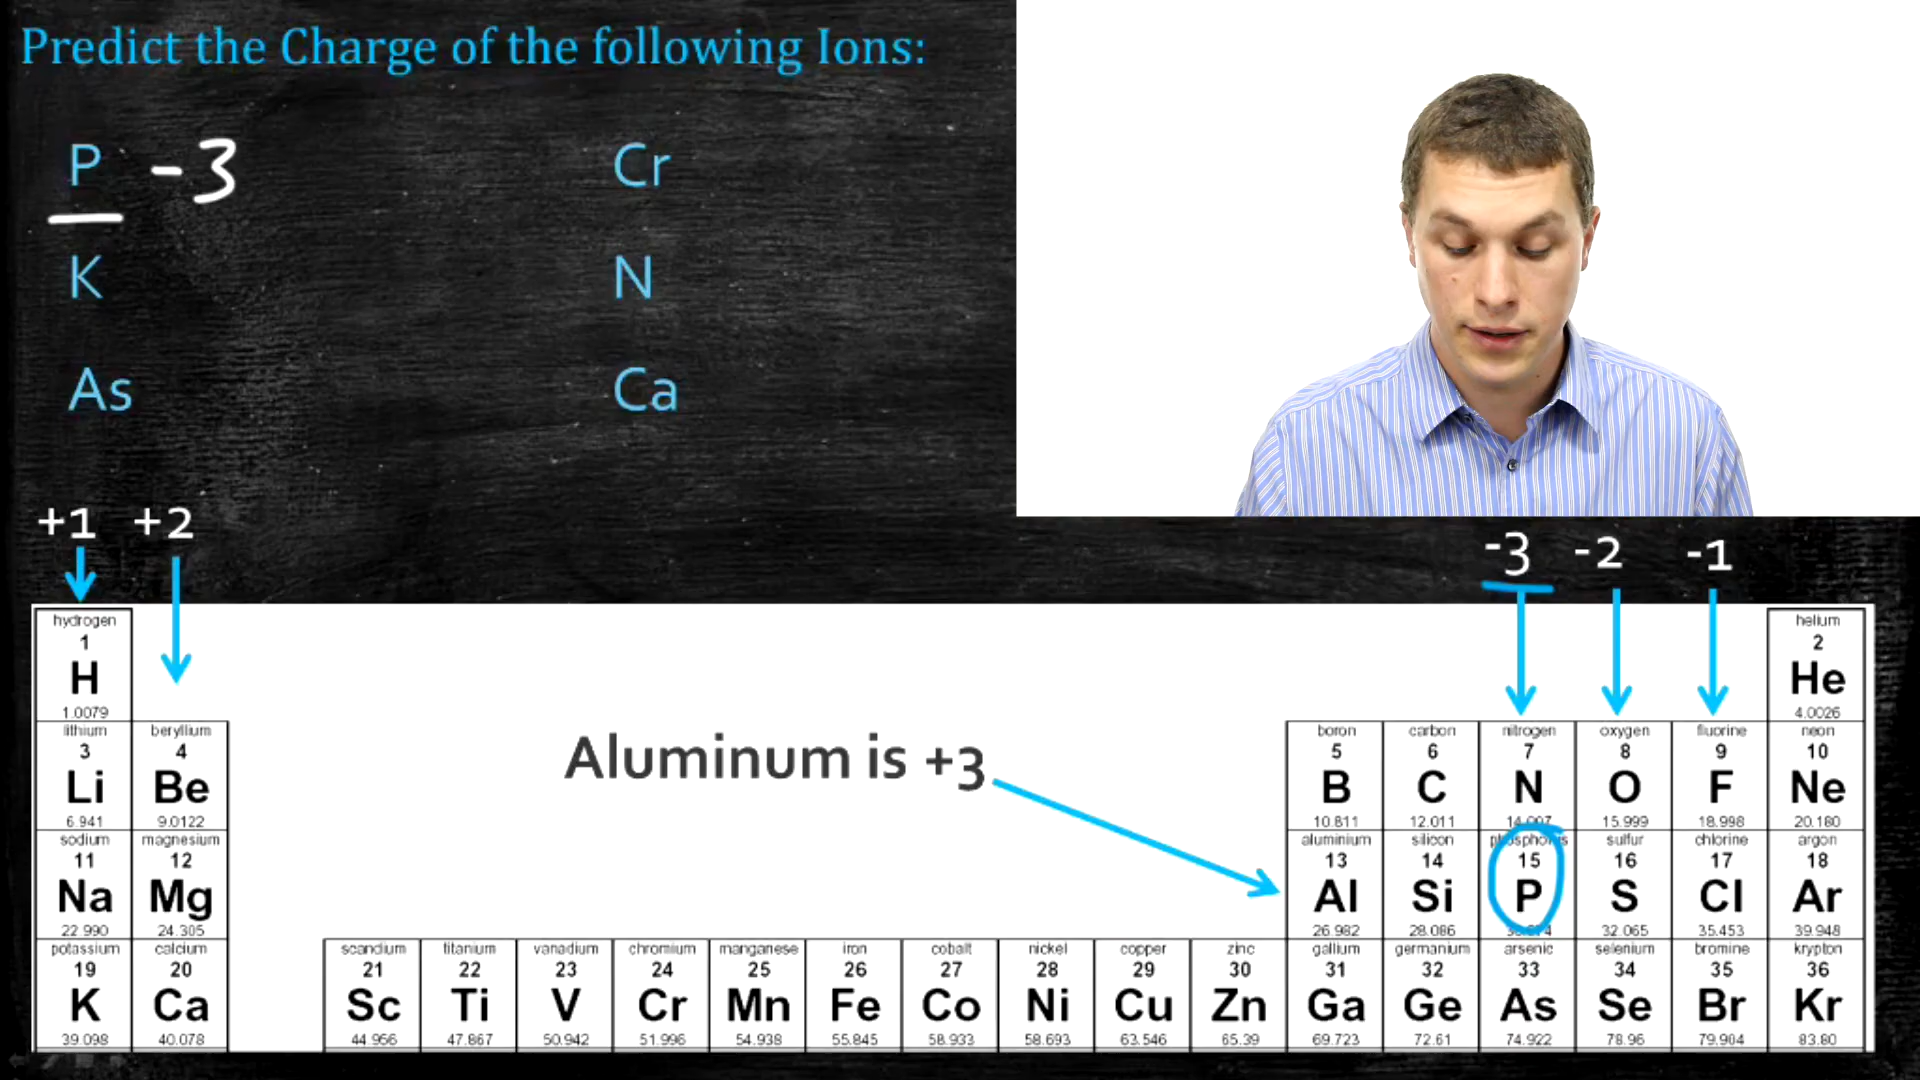 Predict the Charge of the following Ions:
P -3 Cr
K N
As Ca
+1 +2 -3 -2 -1
hydrogen helium
1 2
H He
1.0079 4.0026
lithium beryllium boron carbon nitrogen oxygen fluorine neon
3 4 5 6 7 8 9 10
Li Be B C N O F Ne
6.941 9.0122 10.811 12.011 14.007 15.999 18.998 20.180
Aluminum is +3
sodium magnesium aluminium silicon phosphorus sulfur chlorine argon
11 12 13 14 15 16 17 18
Na Mg Al Si P S Cl Ar
22.990 24.305 26.982 28.086 32.065 35.453 39.948
potassium calcium scandium titanium vanadium chromium manganese iron cobalt nickel copper zinc gallium germanium arsenic selenium bromine krypton
19 20 21 22 23 24 25 26 27 28 29 30 31 32 33 34 35 36
K Ca Sc Ti V Cr Mn Fe Co Ni Cu Zn Ga Ge As Se Br Kr
39.098 40.078 44.956 47.867 50.942 51.996 54.938 55.845 58.933 58.693 63.546 65.39 69.723 72.61 74.922 78.96 79.904 83.80